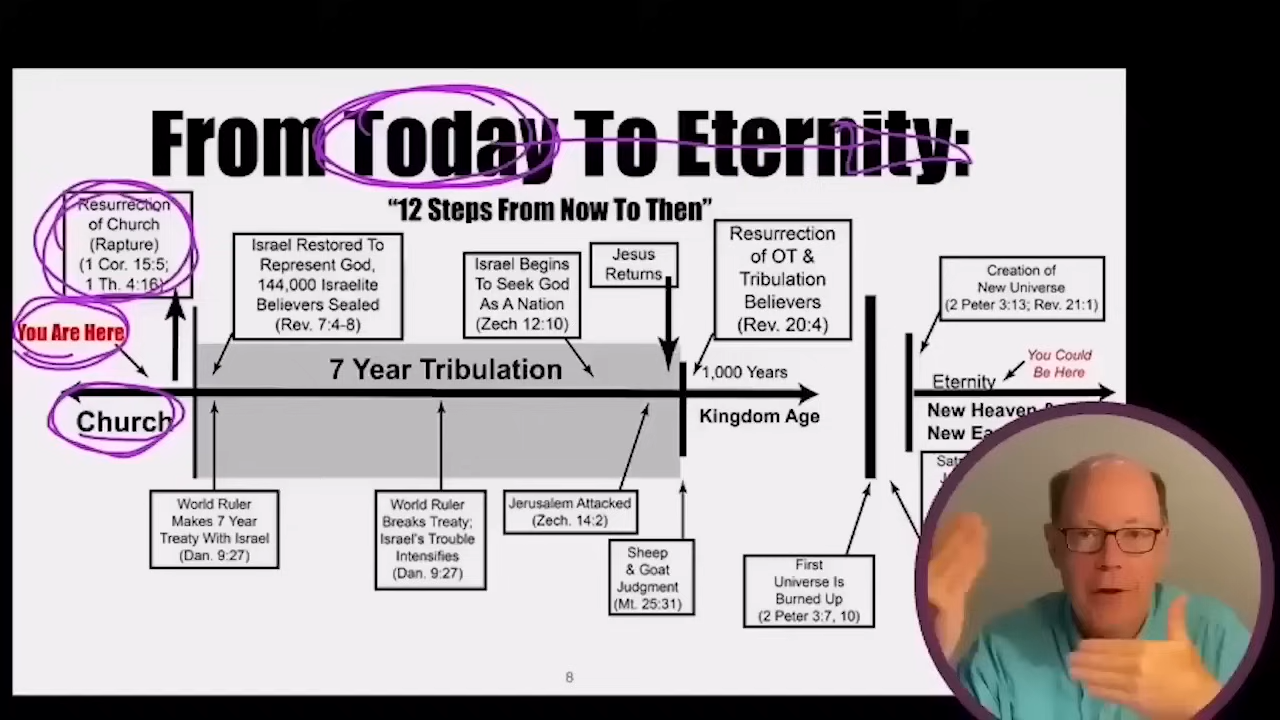 From Today To Eternity:
"12 Steps From Now To Then"
Resurrection
of Church
(Rapture)
(1 Cor. 15:5;
1 Th. 4:16)
You Are Here
Church
Israel Restored To
Represent God,
144,000 Israelite
Believers Sealed
(Rev. 7:4-8)
Israel Begins
To Seek God
As A Nation
(Zech 12:10)
Jesus
Returns
Resurrection
of OT &
Tribulation
Believers
(Rev. 20:4)
Creation of
New Universe
(2 Peter 3:13; Rev. 21:1)
7 Year Tribulation
1,000 Years
Kingdom Age
Eternity
You Could
Be Here
New Heaven
New
World Ruler
Makes 7 Year
Treaty With Israel
(Dan. 9:27)
World Ruler
Breaks Treaty;
Israel's Trouble
Intensifies
(Dan. 9:27)
Jerusalem Attacked
(Zech. 14:2)
Sheep
& Goat
Judgment
(Mt. 25:31)
First
Universe Is
Burned Up
(2 Peter 3:7, 10)
8